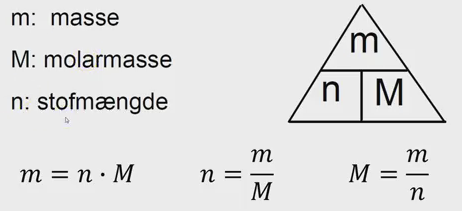 m: masse
M: molarmasse
n: stofmængde
m
n M
m = n · M
n = m/M
M = m/n